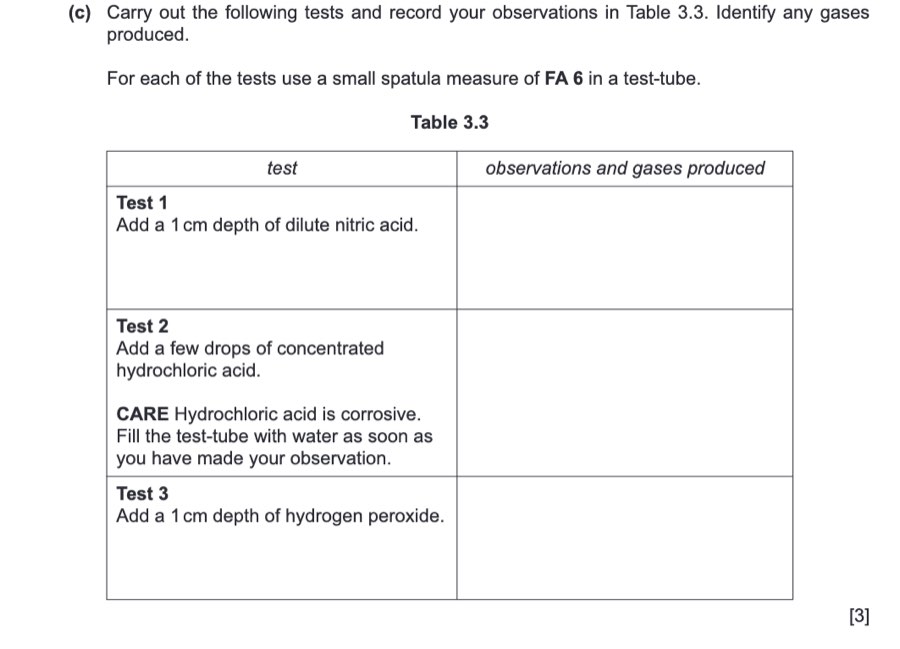 (c) Carry out the following tests and record your observations in Table 3.3. Identify any gases
produced.
For each of the tests use a small spatula measure of FA 6 in a test-tube.
Table 3.3
test
observations and gases produced
Test 1
Add a 1 cm depth of dilute nitric acid.
Test 2
Add a few drops of concentrated
hydrochloric acid.
CARE Hydrochloric acid is corrosive.
Fill the test-tube with water as soon as
you have made your observation.
Test 3
Add a 1 cm depth of hydrogen peroxide.
[3]